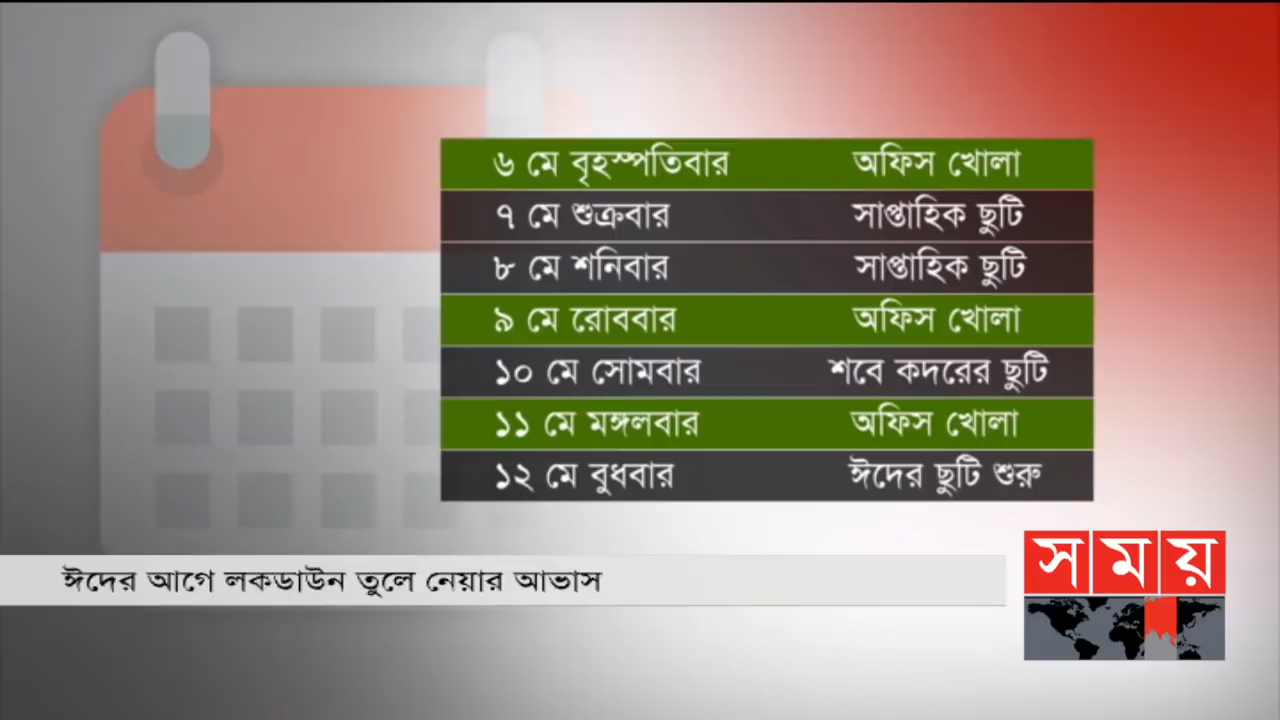 ৬ মে বৃহস্পতিবার অফিস খোলা
৭ মে শুক্রবার সাপ্তাহিক ছুটি
৮ মে শনিবার সাপ্তাহিক ছুটি
৯ মে রোববার অফিস খোলা
১০ মে সোমবার শবে কদরের ছুটি
১১ মে মঙ্গলবার অফিস খোলা
১২ মে বুধবার ঈদের ছুটি শুরু
ঈদের আগে লকডাউন তুলে নেয়ার আভাস
সময়